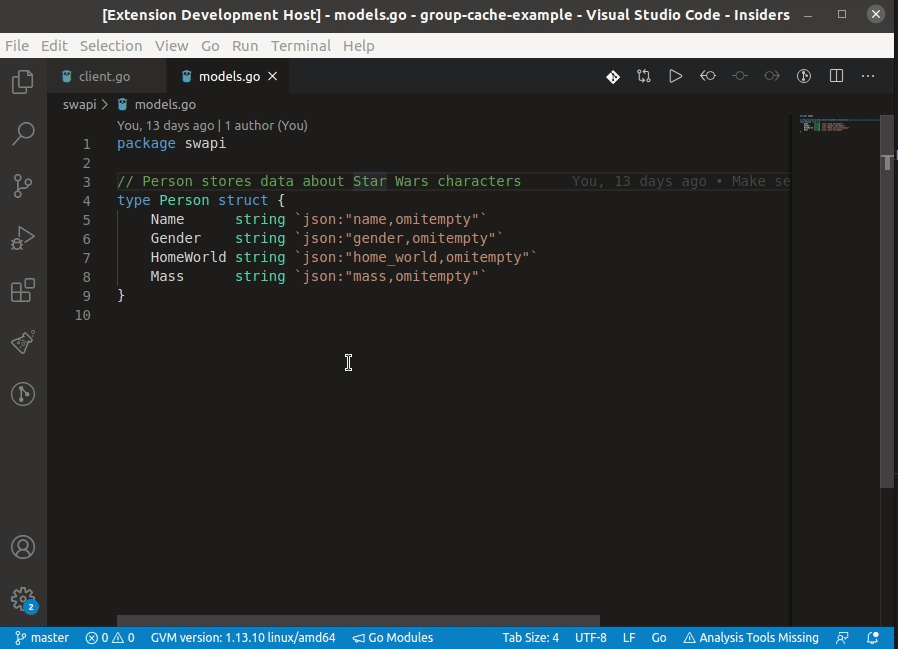 [Extension Development Host] - models.go - group-cache-example - Visual Studio Code - Insiders
File Edit Selection View Go Run Terminal Help
client.go models.go
swapi > models.go
You, 13 days ago | 1 author (You)
1 package swapi
2
3 // Person stores data about Star Wars characters You, 13 days ago • Make se
4 type Person struct {
5 Name string `json:"name,omitempty"`
6 Gender string `json:"gender,omitempty"`
7 HomeWorld string `json:"home_world,omitempty"`
8 Mass string `json:"mass,omitempty"`
9 }
10
2
master 0 0 GVM version: 1.13.10 linux/amd64 Go Modules Tab Size: 4 UTF-8 LF Go Analysis Tools Missing